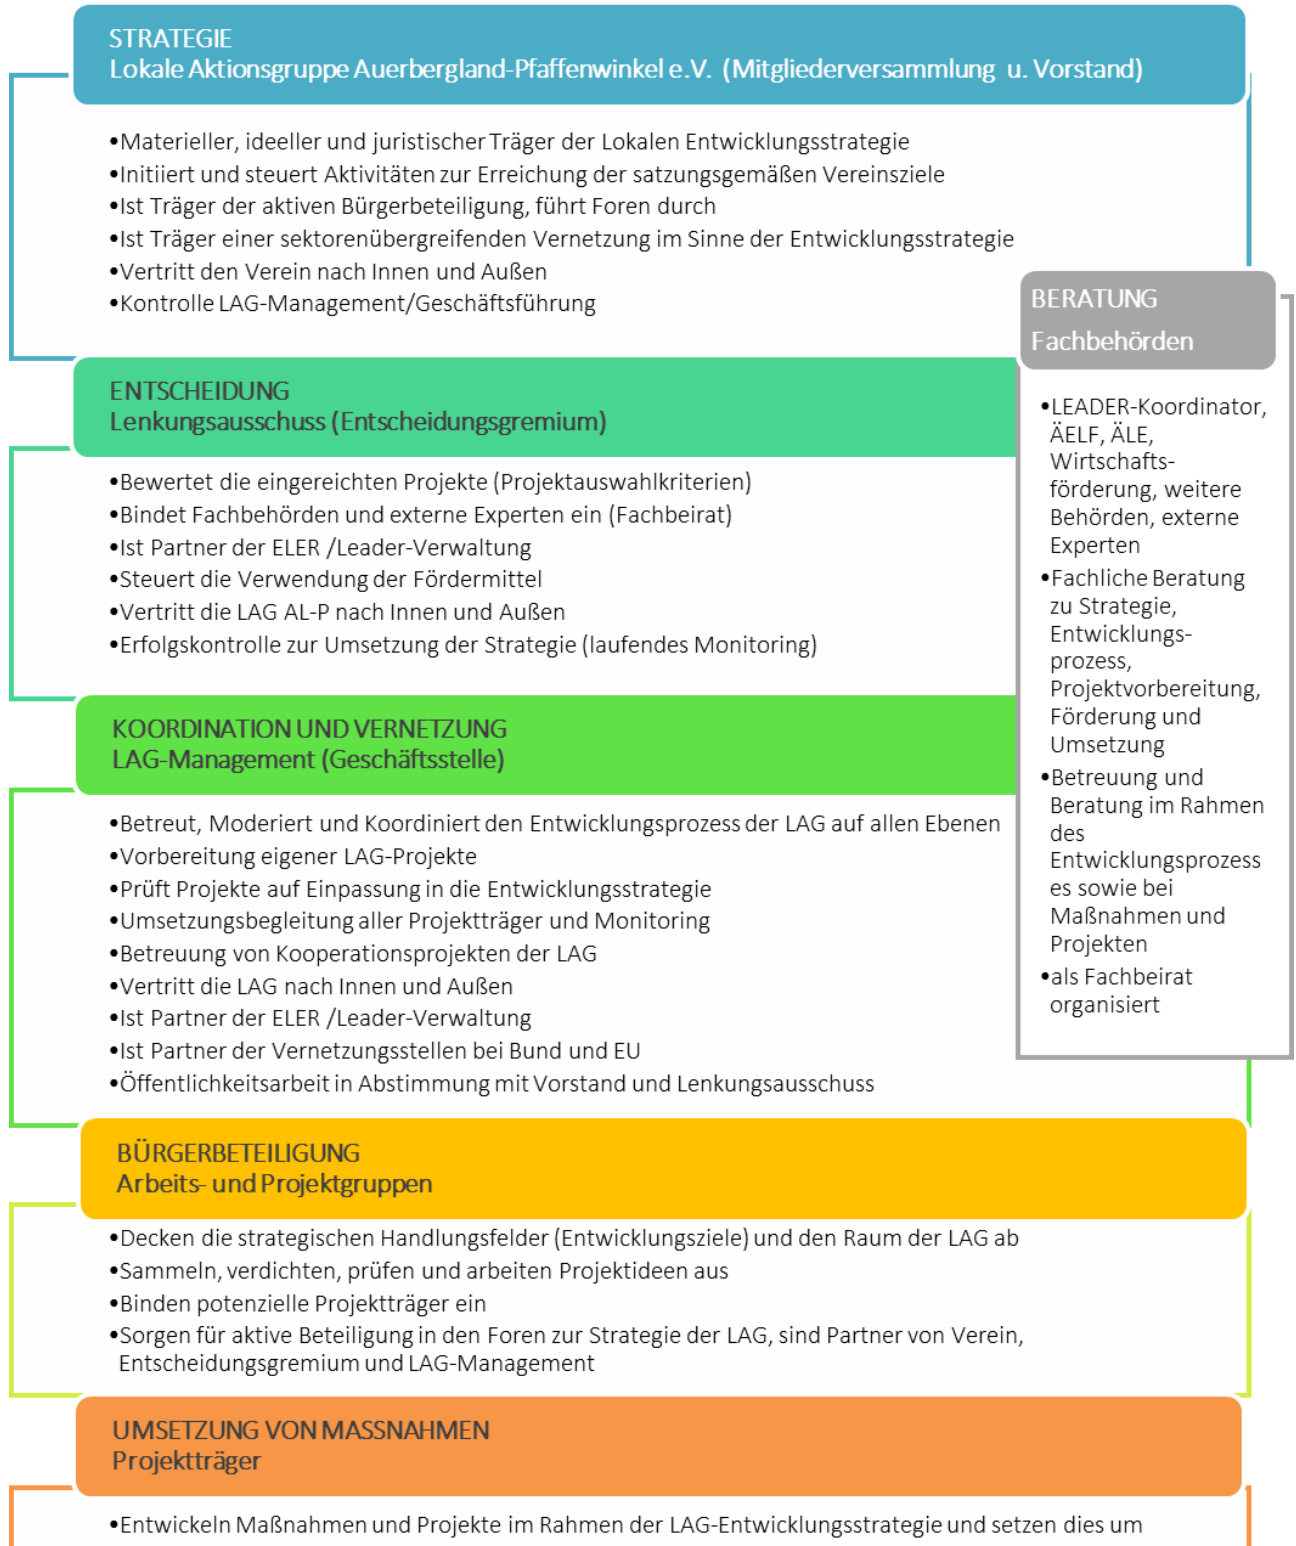 STRATEGIE
Lokale Aktionsgruppe Auerbergland-Pfaffenwinkel e.V. (Mitgliederversammlung u. Vorstand)
•Materieller, ideeller und juristischer Träger der Lokalen Entwicklungsstrategie
•Initiiert und steuert Aktivitäten zur Erreichung der satzungsgemäßen Vereinsziele
•Ist Träger der aktiven Bürgerbeteiligung, führt Foren durch
•Ist Träger einer sektorenübergreifenden Vernetzung im Sinne der Entwicklungsstrategie
•Vertritt den Verein nach Innen und Außen
•Kontrolle LAG-Management/Geschäftsführung
ENTSCHEIDUNG
Lenkungsausschuss (Entscheidungsgremium)
•Bewertet die eingereichten Projekte (Projektauswahlkriterien)
•Bindet Fachbehörden und externe Experten ein (Fachbeirat)
•Ist Partner der ELER /Leader-Verwaltung
•Steuert die Verwendung der Fördermittel
•Vertritt die LAG AL-P nach Innen und Außen
•Erfolgskontrolle zur Umsetzung der Strategie (laufendes Monitoring)
KOORDINATION UND VERNETZUNG
LAG-Management (Geschäftsstelle)
•Betreut, Moderiert und Koordiniert den Entwicklungsprozess der LAG auf allen Ebenen
•Vorbereitung eigener LAG-Projekte
•Prüft Projekte auf Einpassung in die Entwicklungsstrategie
•Umsetzungsbegleitung aller Projektträger und Monitoring
•Betreuung von Kooperationsprojekten der LAG
•Vertritt die LAG nach Innen und Außen
•Ist Partner der ELER /Leader-Verwaltung
•Ist Partner der Vernetzungsstellen bei Bund und EU
•Öffentlichkeitsarbeit in Abstimmung mit Vorstand und Lenkungsausschuss
BERATUNG
Fachbehörden
•LEADER-Koordinator,
ÄELF, ÄLE,
Wirtschafts-
förderung, weitere
Behörden, externe
Experten
•Fachliche Beratung
zu Strategie,
Entwicklungs-
prozess,
Projektvorbereitung,
Förderung und
Umsetzung
•Betreuung und
Beratung im Rahmen
des
Entwicklungsprozess
es sowie bei
Maßnahmen und
Projekten
•als Fachbeirat
organisiert
BÜRGERBETEILIGUNG
Arbeits- und Projektgruppen
•Decken die strategischen Handlungsfelder (Entwicklungsziele) und den Raum der LAG ab
•Sammeln, verdichten, prüfen und arbeiten Projektideen aus
•Binden potenzielle Projektträger ein
•Sorgen für aktive Beteiligung in den Foren zur Strategie der LAG, sind Partner von Verein,
Entscheidungsgremium und LAG-Management
UMSETZUNG VON MASSNAHMEN
Projektträger
•Entwickeln Maßnahmen und Projekte im Rahmen der LAG-Entwicklungsstrategie und setzen dies um